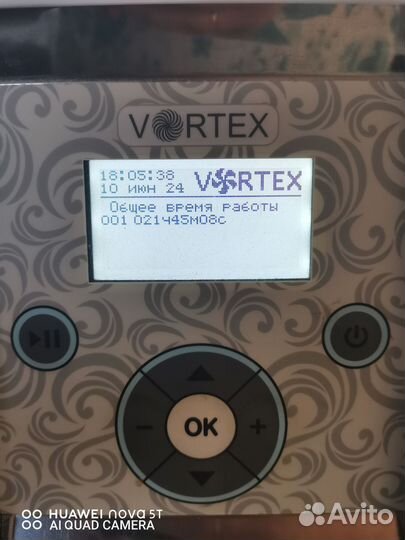 VORTEX
18:05:38
10 июн 24 VORTEX
Общее время работы
001 021ч45м08с
OK
HUAWEI nova 5T
AI QUAD CAMERA
Avito